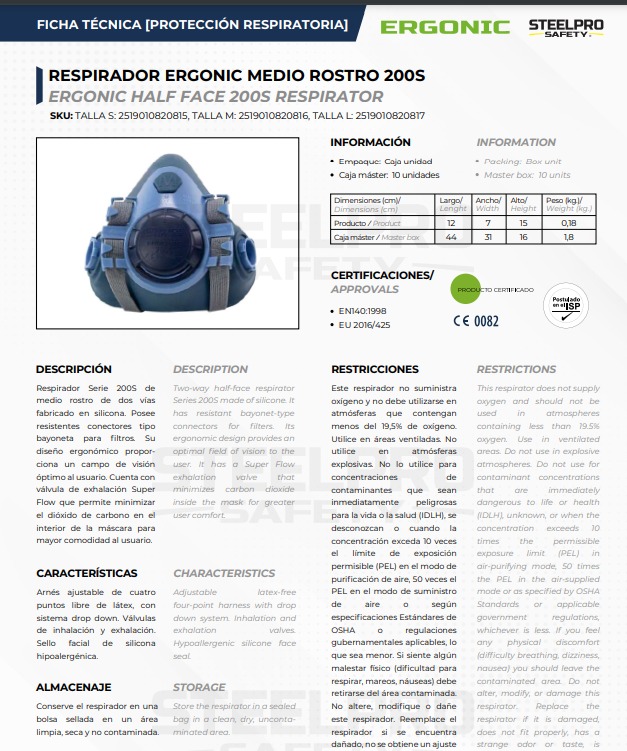 FICHA TÉCNICA [PROTECCIÓN RESPIRATORIA]
ERGONIC
STEELPRO
SAFETY.
RESPIRADOR ERGONIC MEDIO ROSTRO 200S
ERGONIC HALF FACE 200S RESPIRATOR
SKU: TALLA S: 2519010820815, TALLA M: 2519010820816, TALLA L: 2519010820817
INFORMACIÓN
• Empaque: Caja unidad
• Caja máster: 10 unidades
INFORMATION
• Packing: Box unit
• Master box: 10 units
Dimensiones (cm)/ Largo/ Ancho/ Alto/ Peso (kg.)/
Dimensions (cm) Lenght Width Height Weight (kg.)
Producto / Product 12 7 15 0,18
Caja máster / Master box 44 31 16 1,8
CERTIFICACIONES/
APPROVALS
• EN140:1998
• EU 2016/425
PRODUCTO CERTIFICADO
CE 0082
Postulado
en el ISP
DESCRIPCIÓN
Respirador Serie 200S de
medio rostro de dos vías
fabricado en silicona. Posee
resistentes conectores tipo
bayoneta para filtros. Su
diseño ergonómico propor-
ciona un campo de visión
óptimo al usuario. Cuenta con
válvula de exhalación Super
Flow que permite minimizar
el dióxido de carbono en el
interior de la máscara para
mayor comodidad al usuario.
DESCRIPTION
Two-way half-face respirator
Series 200S made of silicone. It
has resistant bayonet-type
connectors for filters. Its
ergonomic design provides an
optimal field of vision to the
user. It has a Super Flow
exhalation valve that
minimizes carbon dioxide
inside the mask for greater
user comfort.
CARACTERÍSTICAS
Arnés ajustable de cuatro
puntos libre de látex, con
sistema drop down. Válvulas
de inhalación y exhalación.
Sello facial de silicona
hipoalergénica.
CHARACTERISTICS
Adjustable latex-free
four-point harness with drop
down system. Inhalation and
exhalation valves.
Hypoallergenic silicone face
seal.
ALMACENAJE
Conserve el respirador en una
bolsa sellada en un área
limpia, seca y no contaminada.
STORAGE
Store the respirator in a sealed
bag in a clean, dry, unconta-
minated area.
RESTRICCIONES
Este respirador no suministra
oxígeno y no debe utilizarse en
atmósferas que contengan
menos del 19,5% de oxígeno.
Utilice en áreas ventiladas. No
utilice en atmósferas
explosivas. No lo utilice para
concentraciones de
contaminantes que sean
inmediatamente peligrosas
para la vida o la salud (IDLH), se
desconozcan o cuando la
concentración exceda 10 veces
el límite de exposición
permisible (PEL) en el modo de
purificación de aire, 50 veces el
PEL en el modo de suministro
de aire o según
especificaciones Estándares de
OSHA o regulaciones
gubernamentales aplicables, lo
que sea menor. Si siente algún
malestar físico (dificultad para
respirar, mareos, náuseas) debe
retirarse del área contaminada.
No altere, modifique o dañe
este respirador. Reemplace el
respirador si se encuentra
dañado, no se obtiene un ajuste
RESTRICTIONS
This respirator does not supply
oxygen and should not be
used in atmospheres
containing less than 19.5%
oxygen. Use in ventilated
areas. Do not use in explosive
atmospheres. Do not use for
contaminant concentrations
that are immediately
dangerous to life or health
(IDLH), unknown, or when the
concentration exceeds 10
times the permissible
exposure limit (PEL) in
air-purifying mode, 50 times
the PEL in the air-supplied
mode or as specified by OSHA
Standards or applicable
government regulations,
whichever is less. If you feel
any physical discomfort
(difficulty breathing, dizziness,
nausea) you should leave the
contaminated area. Do not
alter, modify, or damage this
respirator. Replace the
respirator if it is damaged,
does not fit properly, has a
strange odor or taste, is